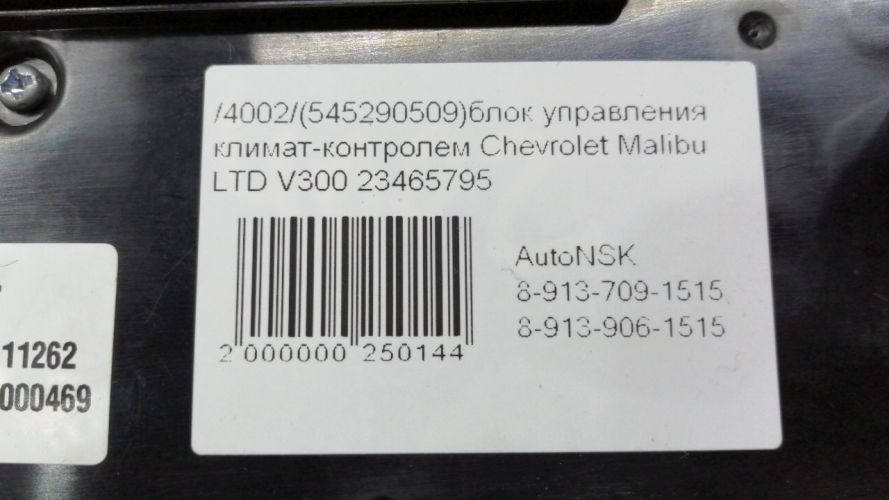 /4002/(545290509)блок управления
климат-контролем Chevrolet Malibu
LTD V300 23465795
AutoNSK
8-913-709-1515
8-913-906-1515
2 000000 250144
11262
000469